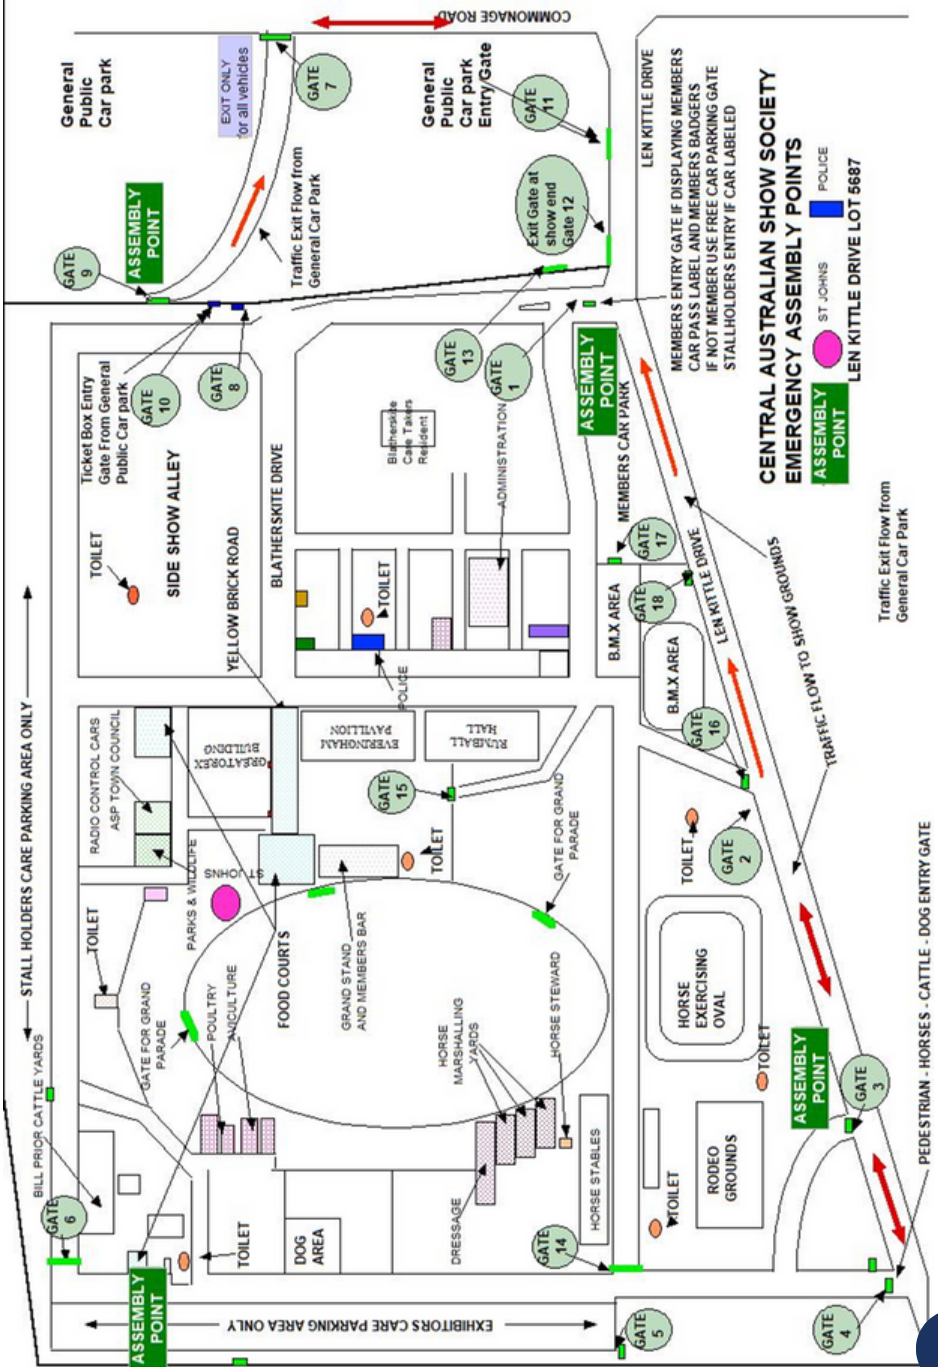 STALL HOLDERS CARE PARKING AREA ONLY
BILL PRIOR CATTLE YARDS
GATE
6
ASSEMBLY
POINT
TOILET
DOG
AREA
EXHIBITORS CARE PARKING AREA ONLY
GATE
5
GATE
14
GATE
4
PEDESTRIAN - HORSES - CATTLE - DOG ENTRY GATE
GATE
3
ASSEMBLY
POINT
TOILET
TOILET
RODEO
GROUNDS
HORSE STABLES
DRESSAGE
HORSE
MARSHALLING
YARDS
HORSE STEWARD
HORSE
EXERCISING
OVAL
TOILET
GATE FOR GRAND
PARADE
POULTRY
AVICULTURE
FOOD COURTS
GRAND STAND
AND MEMBERS BAR
PARKS & WILDLIFE
ST JOHNS
RADIO CONTROL CARS
ASP TOWN COUNCIL
GREATOREX
BUILDING
EVERINGHAM
PAVILLION
RUMBALL
HALL
TOILET
GATE
15
GATE FOR GRAND
PARADE
TOILET
GATE
2
GATE
16
TRAFFIC FLOW TO SHOW GROUNDS
YELLOW BRICK ROAD
BLATHERSKITE DRIVE
TOILET
SIDE SHOW ALLEY
Ticket Box Entry
Gate From General
Public Car park
GATE
10
GATE
8
POLICE
TOILET
Blatherskite
Care Takers
Resident
ADMINISTRATION
B.M.X AREA
B.M.X AREA
GATE
18
GATE
17
LEN KITTLE DRIVE
MEMBERS CAR PARK
ASSEMBLY
POINT
GATE
13
GATE
1
GATE
9
ASSEMBLY
POINT
General
Public
Car park
EXIT ONLY
for all vehicles
GATE
7
Traffic Exit Flow from
General Car Park
COMMONAGE ROAD
General
Public
Car park
Entry/Gate
GATE
11
Exit Gate at
show end
Gate 12
LEN KITTLE DRIVE
MEMBERS ENTRY GATE IF DISPLAYING MEMBERS
CAR PASS LABEL AND MEMBERS BADGERS
IF NOT MEMBER USE FREE CAR PARKING GATE
STALLHOLDERS ENTRY IF CAR LABELED
CENTRAL AUSTRALIAN SHOW SOCIETY
EMERGENCY ASSEMBLY POINTS
ASSEMBLY
POINT
ST JOHNS
POLICE
LEN KITTLE DRIVE LOT 5687
Traffic Exit Flow from
General Car Park